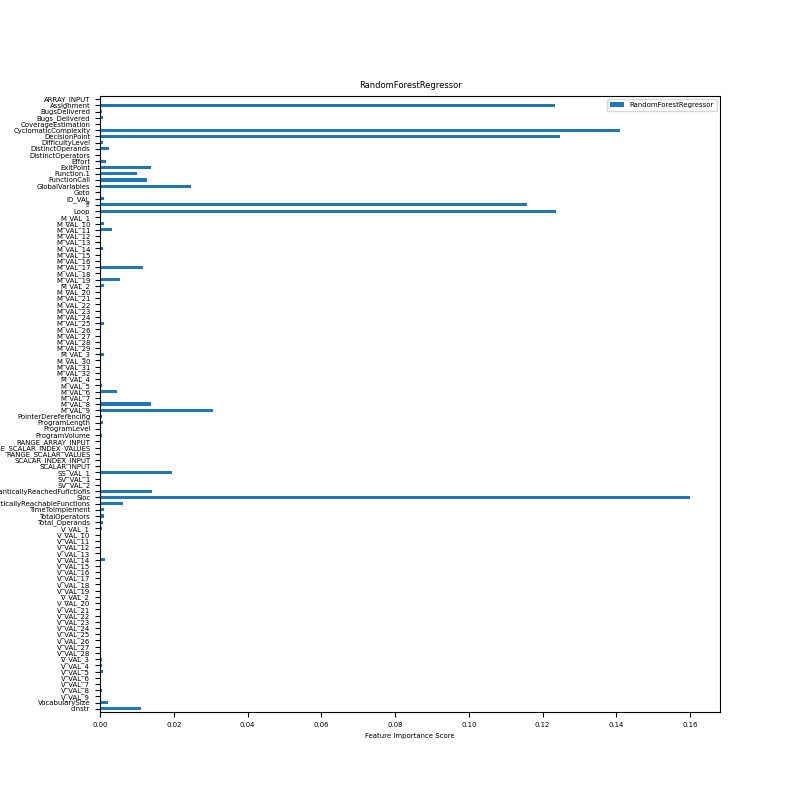 RandomForestRegressor
RandomForestRegressor
ARRAY_INPUT
Assignment
BugsDelivered
Bugs_Delivered
CoverageEstimation
CyclomaticComplexity
DecisionPoint
DifficultyLevel
DistinctOperands
DistinctOperators
Effort
ExitPoint
Function.1
FunctionCall
GlobalVariables
Goto
ID_VAL
If
Loop
M_VAL_1
M_VAL_10
M_VAL_11
M_VAL_12
M_VAL_13
M_VAL_14
M_VAL_15
M_VAL_16
M_VAL_17
M_VAL_18
M_VAL_19
M_VAL_2
M_VAL_20
M_VAL_21
M_VAL_22
M_VAL_23
M_VAL_24
M_VAL_25
M_VAL_26
M_VAL_27
M_VAL_28
M_VAL_29
M_VAL_3
M_VAL_30
M_VAL_31
M_VAL_32
M_VAL_4
M_VAL_5
M_VAL_6
M_VAL_7
M_VAL_8
M_VAL_9
PointerDereferencing
ProgramLength
ProgramLevel
ProgramVolume
RANGE_ARRAY_INPUT
E_SCALAR_INDEX_VALUES
RANGE_SCALAR_VALUES
SCALAR_INDEX_INPUT
SCALAR_INPUT
SS_VAL_1
SV_VAL_1
SV_VAL_2
anticallyReachedFunctions
Sloc
ticallyReachableFunctions
TimeToImplement
TotalOperators
Total_Operands
V_VAL_1
V_VAL_10
V_VAL_11
V_VAL_12
V_VAL_13
V_VAL_14
V_VAL_15
V_VAL_16
V_VAL_17
V_VAL_18
V_VAL_19
V_VAL_2
V_VAL_20
V_VAL_21
V_VAL_22
V_VAL_23
V_VAL_24
V_VAL_25
V_VAL_26
V_VAL_27
V_VAL_28
V_VAL_3
V_VAL_4
V_VAL_5
V_VAL_6
V_VAL_7
V_VAL_8
V_VAL_9
VocabularySize
cinstr
0.00 0.02 0.04 0.06 0.08 0.10 0.12 0.14 0.16
Feature Importance Score